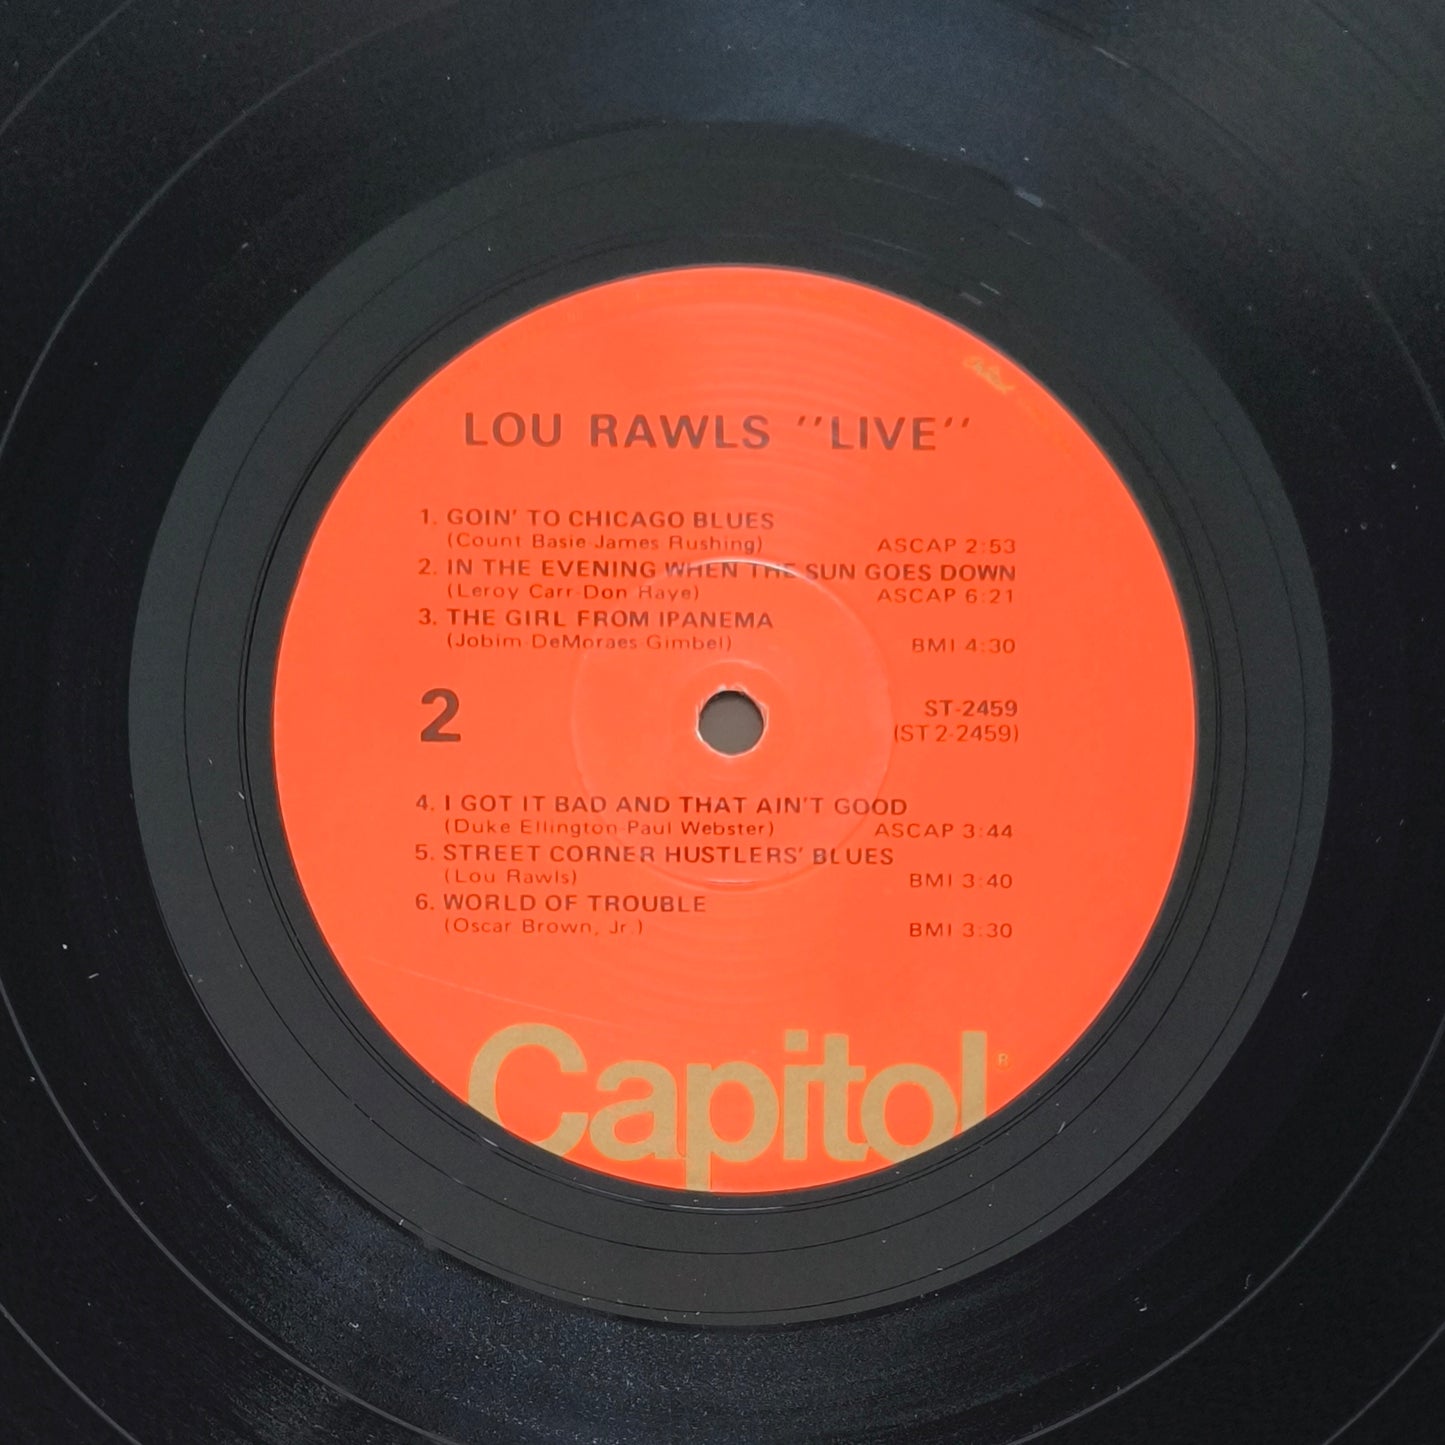 LOU RAWLS "LIVE"
1. GOIN' TO CHICAGO BLUES
(Count Basie-James Rushing) ASCAP 2:53
2. IN THE EVENING WHEN THE SUN GOES DOWN
(Leroy Carr-Don Raye) ASCAP 6:21
3. THE GIRL FROM IPANEMA
(Jobim-DeMoraes-Gimbel) BMI 4:30
2
ST-2459
(ST 2-2459)
4. I GOT IT BAD AND THAT AIN'T GOOD
(Duke Ellington-Paul Webster) ASCAP 3:44
5. STREET CORNER HUSTLERS' BLUES
(Lou Rawls) BMI 3:40
6. WORLD OF TROUBLE
(Oscar Brown, Jr.) BMI 3:30
Capitol®